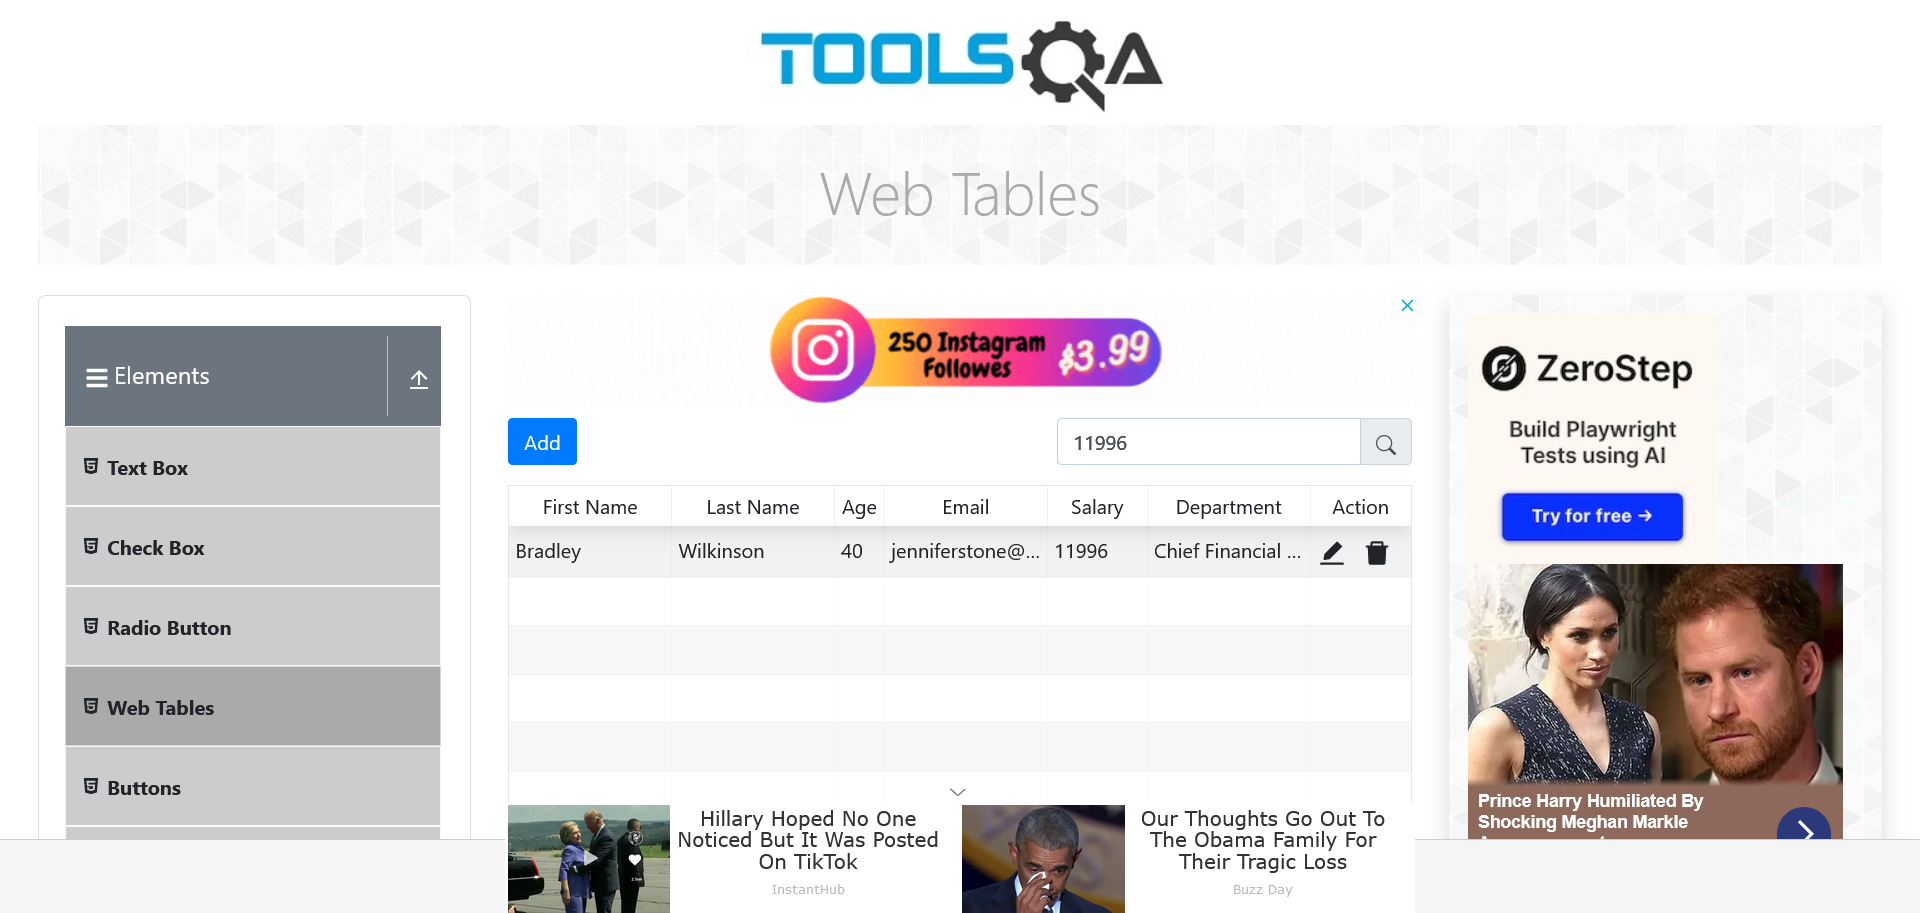 TOOLSQA
Web Tables
Elements
Text Box
Check Box
Radio Button
Web Tables
Buttons
250 Instagram
Followes
$3.99
Add
11996
First Name Last Name Age Email Salary Department Action
Bradley Wilkinson 40 jenniferstone@... 11996 Chief Financial ...
Hillary Hoped No One
Noticed But It Was Posted
On TikTok
InstantHub
Our Thoughts Go Out To
The Obama Family For
Their Tragic Loss
Buzz Day
ZeroStep
Build Playwright
Tests using AI
Try for free →
Prince Harry Humiliated By
Shocking Meghan Markle